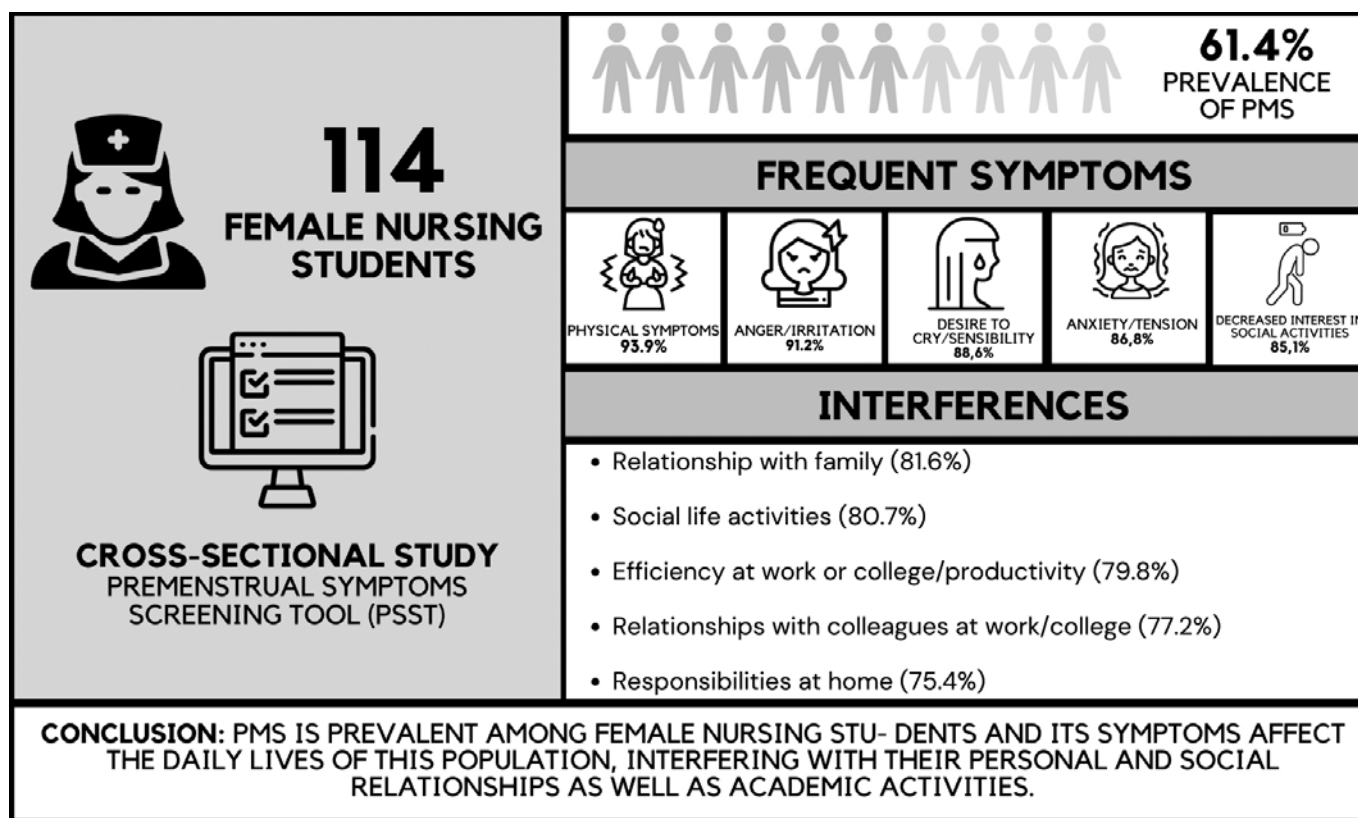 114
FEMALE NURSING
STUDENTS
CROSS-SECTIONAL STUDY
PREMENSTRUAL SYMPTOMS
SCREENING TOOL (PSST)
61.4%
PREVALENCE
OF PMS
FREQUENT SYMPTOMS
PHYSICAL SYMPTOMS
93.9%
ANGER/IRRITATION
91.2%
DESIRE TO
CRY/SENSIBILITY
88,6%
ANXIETY/TENSION
86,8%
DECREASED INTEREST IN
SOCIAL ACTIVITIES
85,1%
INTERFERENCES
• Relationship with family (81.6%)
• Social life activities (80.7%)
• Efficiency at work or college/productivity (79.8%)
• Relationships with colleagues at work/college (77.2%)
• Responsibilities at home (75.4%)
CONCLUSION: PMS IS PREVALENT AMONG FEMALE NURSING STU- DENTS AND ITS SYMPTOMS AFFECT
THE DAILY LIVES OF THIS POPULATION, INTERFERING WITH THEIR PERSONAL AND SOCIAL
RELATIONSHIPS AS WELL AS ACADEMIC ACTIVITIES.